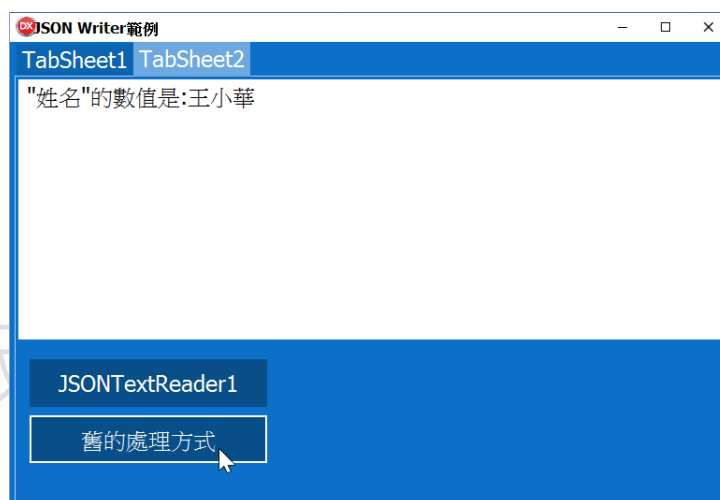 JSON Writer範例
TabSheet1 TabSheet2
"姓名"的數值是:王小華
JSONTextReader1
舊的處理方式